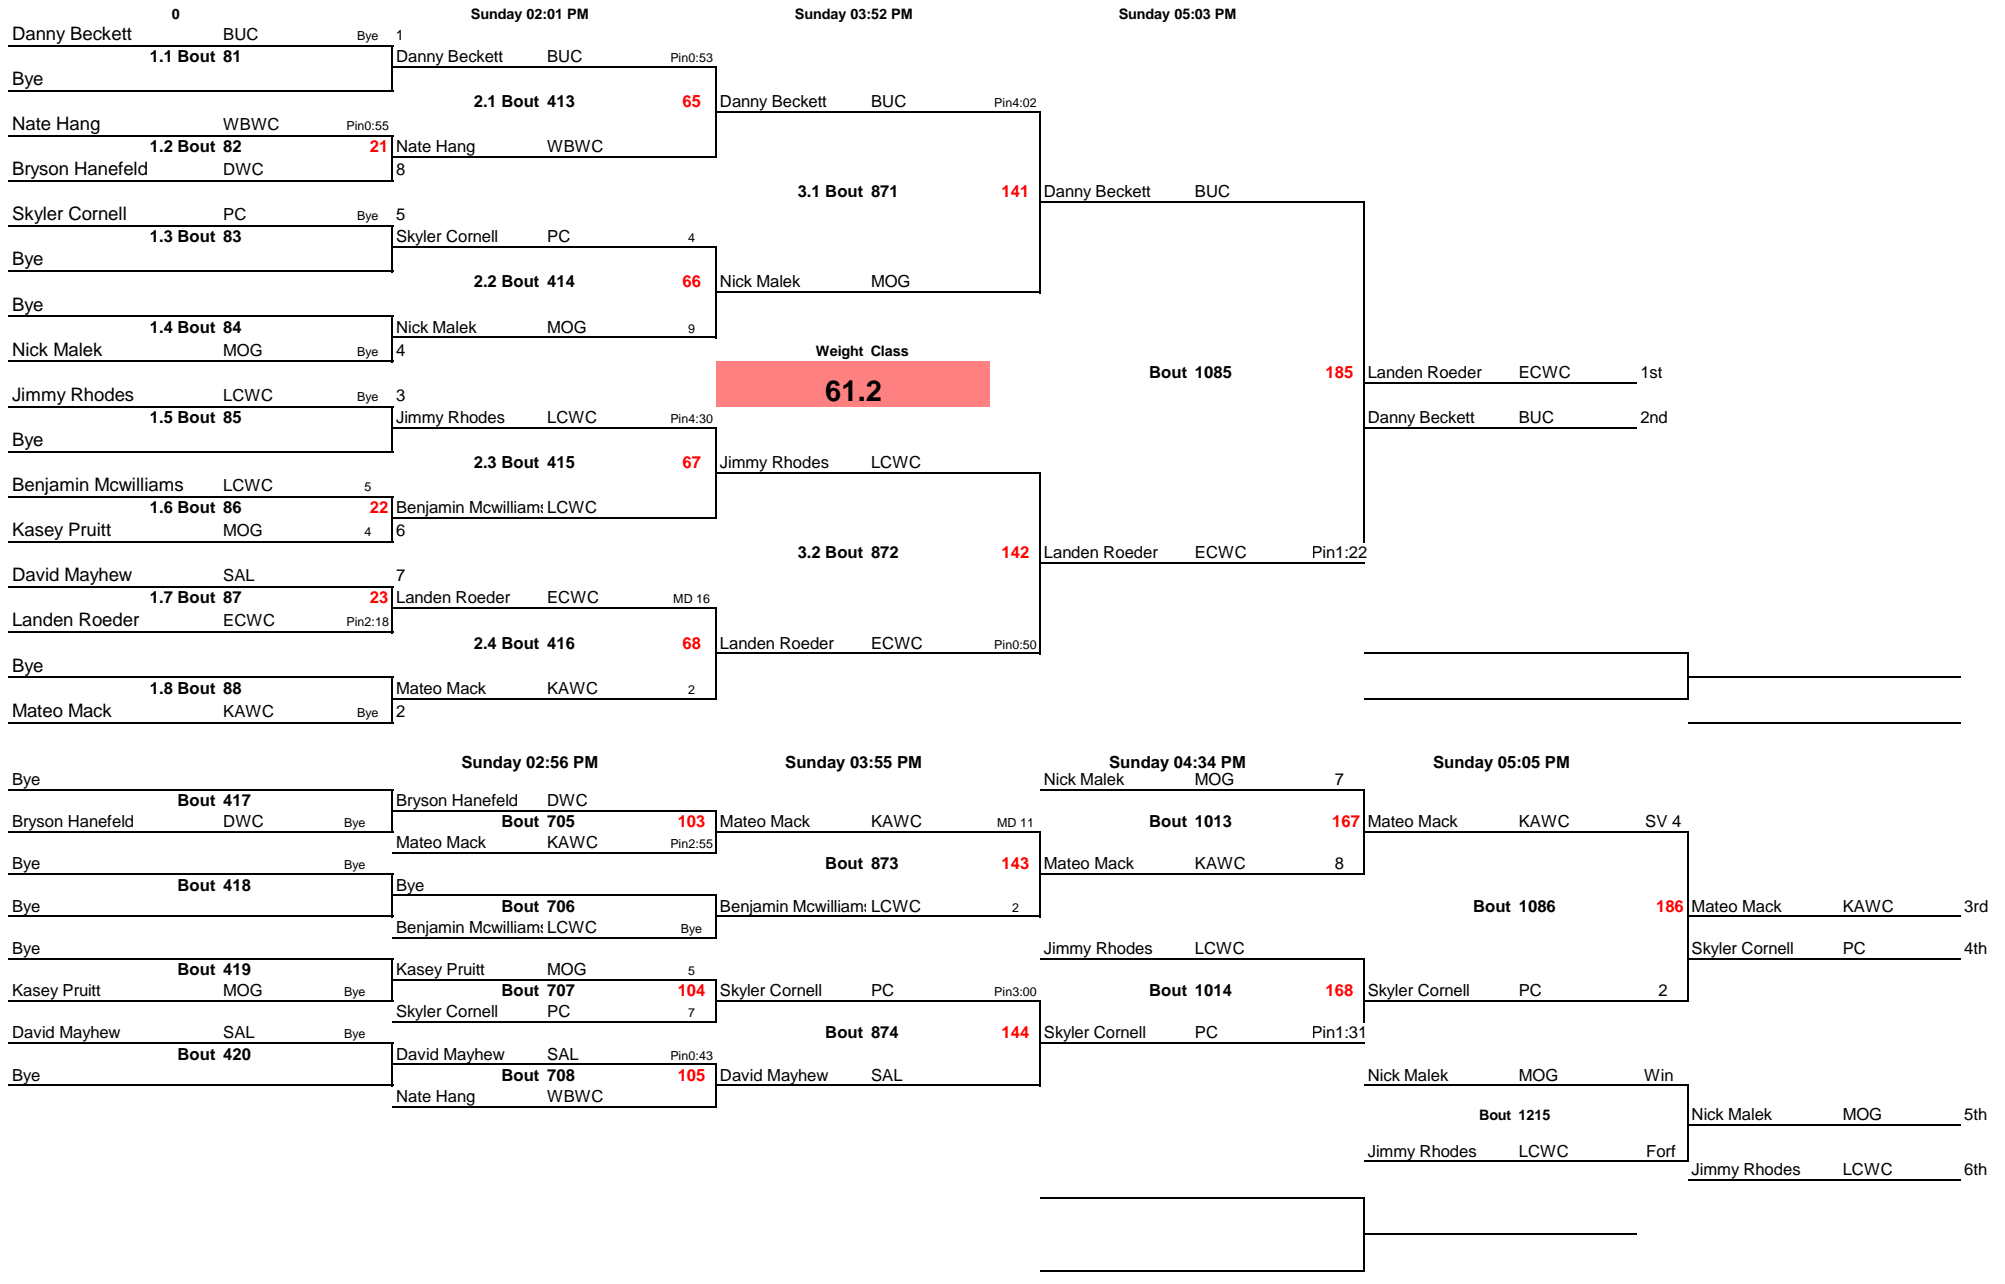 0 Sunday 02:01 PM Sunday 03:52 PM Sunday 05:03 PM
Danny Beckett BUC Bye 1
1.1 Bout 81 Danny Beckett BUC Pin0:53
Bye
2.1 Bout 413 65 Danny Beckett BUC Pin4:02
Nate Hang WBWC Pin0:55
1.2 Bout 82 21 Nate Hang WBWC
Bryson Hanefeld DWC 8
3.1 Bout 871 141 Danny Beckett BUC
Skyler Cornell PC Bye 5
1.3 Bout 83 Skyler Cornell PC 4
Bye
2.2 Bout 414 66 Nick Malek MOG
Bye
1.4 Bout 84 Nick Malek MOG 9
Nick Malek MOG Bye 4 Weight Class
Bout 1085 185 Landen Roeder ECWC 1st
61.2
Jimmy Rhodes LCWC Bye 3
1.5 Bout 85 Jimmy Rhodes LCWC Pin4:30 Danny Beckett BUC 2nd
Bye
2.3 Bout 415 67 Jimmy Rhodes LCWC
Benjamin Mcwilliams LCWC 5
1.6 Bout 86 22 Benjamin Mcwilliams LCWC
Kasey Pruitt MOG 4 6
3.2 Bout 872 142 Landen Roeder ECWC Pin1:22
David Mayhew SAL 7
1.7 Bout 87 23 Landen Roeder ECWC MD 16
Landen Roeder ECWC Pin2:18
2.4 Bout 416 68 Landen Roeder ECWC Pin0:50
Bye
1.8 Bout 88 Mateo Mack KAWC 2
Mateo Mack KAWC Bye 2
Sunday 02:56 PM Sunday 03:55 PM Sunday 04:34 PM Sunday 05:05 PM
Bye Nick Malek MOG 7
Bout 417 Bryson Hanefeld DWC
Bryson Hanefeld DWC Bye Bout 705 103 Mateo Mack KAWC MD 11 Bout 1013 167 Mateo Mack KAWC SV 4
Mateo Mack KAWC Pin2:55
Bye Bye Bout 873 143 Mateo Mack KAWC 8
Bout 418 Bye
Bye Bout 706 Benjamin Mcwilliams LCWC 2 Bout 1086 186 Mateo Mack KAWC 3rd
Benjamin Mcwilliams LCWC Bye
Bye Jimmy Rhodes LCWC Skyler Cornell PC 4th
Bout 419 Kasey Pruitt MOG 5
Kasey Pruitt MOG Bye Bout 707 104 Skyler Cornell PC Pin3:00 Bout 1014 168 Skyler Cornell PC 2
Skyler Cornell PC 7
David Mayhew SAL Bye Bout 874 144 Skyler Cornell PC Pin1:31
Bout 420 David Mayhew SAL Pin0:43
Bye Bout 708 105 David Mayhew SAL Nick Malek MOG Win
Nate Hang WBWC
Bout 1215 Nick Malek MOG 5th
Jimmy Rhodes LCWC Forf
Jimmy Rhodes LCWC 6th